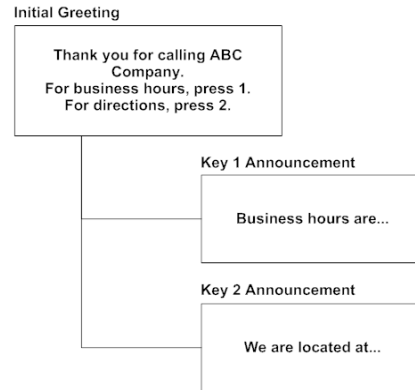 Initial Greeting
Thank you for calling ABC
Company.
For business hours, press 1.
For directions, press 2.
Key 1 Announcement
Business hours are...
Key 2 Announcement
We are located at...